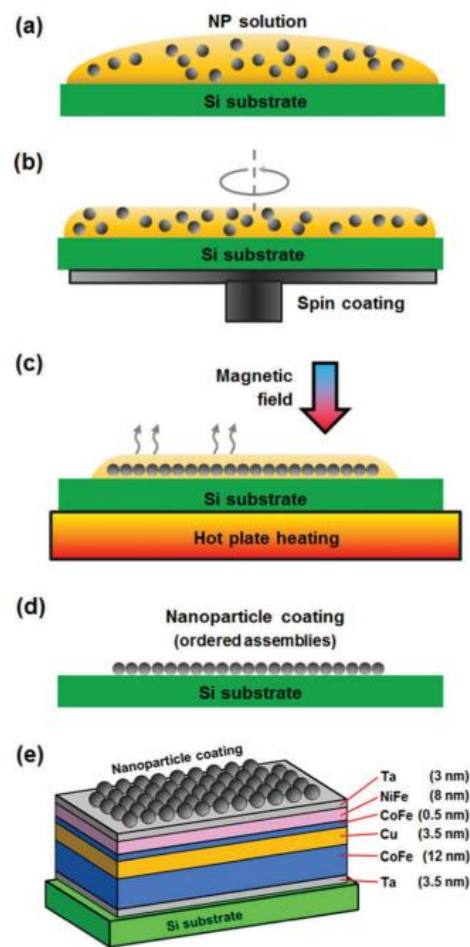 (a)
NP solution
Si substrate
(b)
Si substrate
Spin coating
(c)
Magnetic
field
Si substrate
Hot plate heating
(d)
Nanoparticle coating
(ordered assemblies)
Si substrate
(e)
Nanoparticle coating
Ta (3 nm)
NiFe (8 nm)
CoFe (0.5 nm)
Cu (3.5 nm)
CoFe (12 nm)
Ta (3.5 nm)
Si substrate